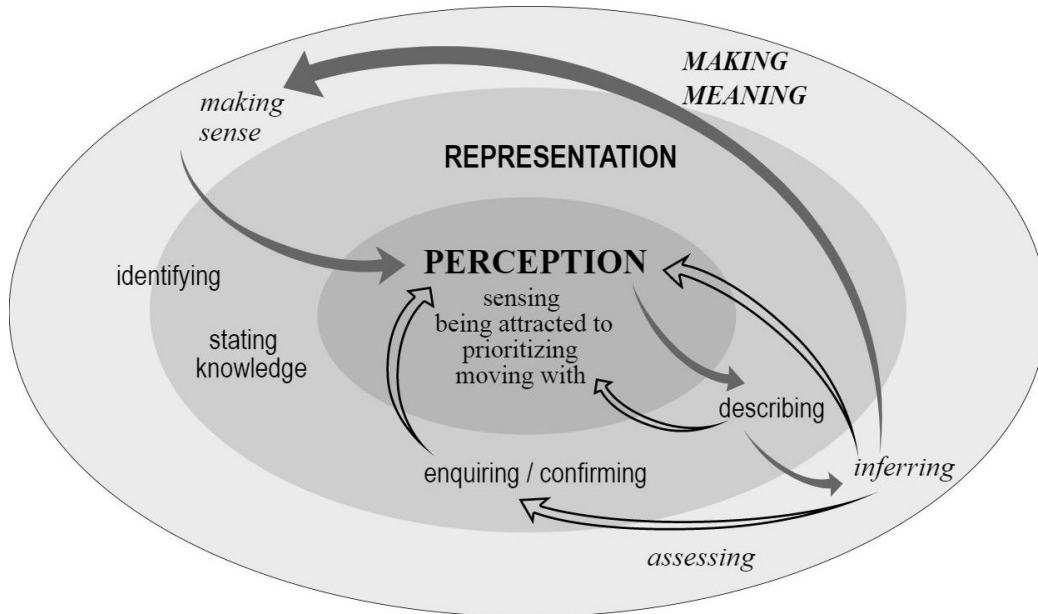 MAKING
MEANING
making
sense
REPRESENTATION
PERCEPTION
identifying
sensing
being attracted to
prioritizing
moving with
stating
knowledge
describing
enquiring / confirming
inferring
assessing